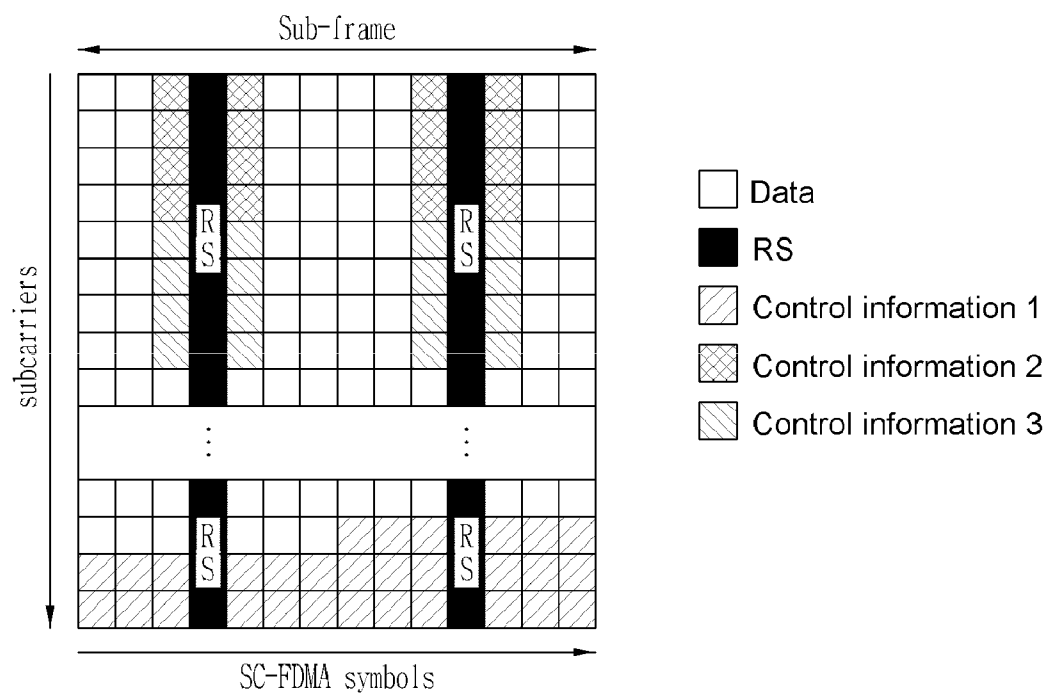 Sub-frame
subcarriers
RS
RS
RS
RS
SC-FDMA symbols
Data
RS
Control information 1
Control information 2
Control information 3